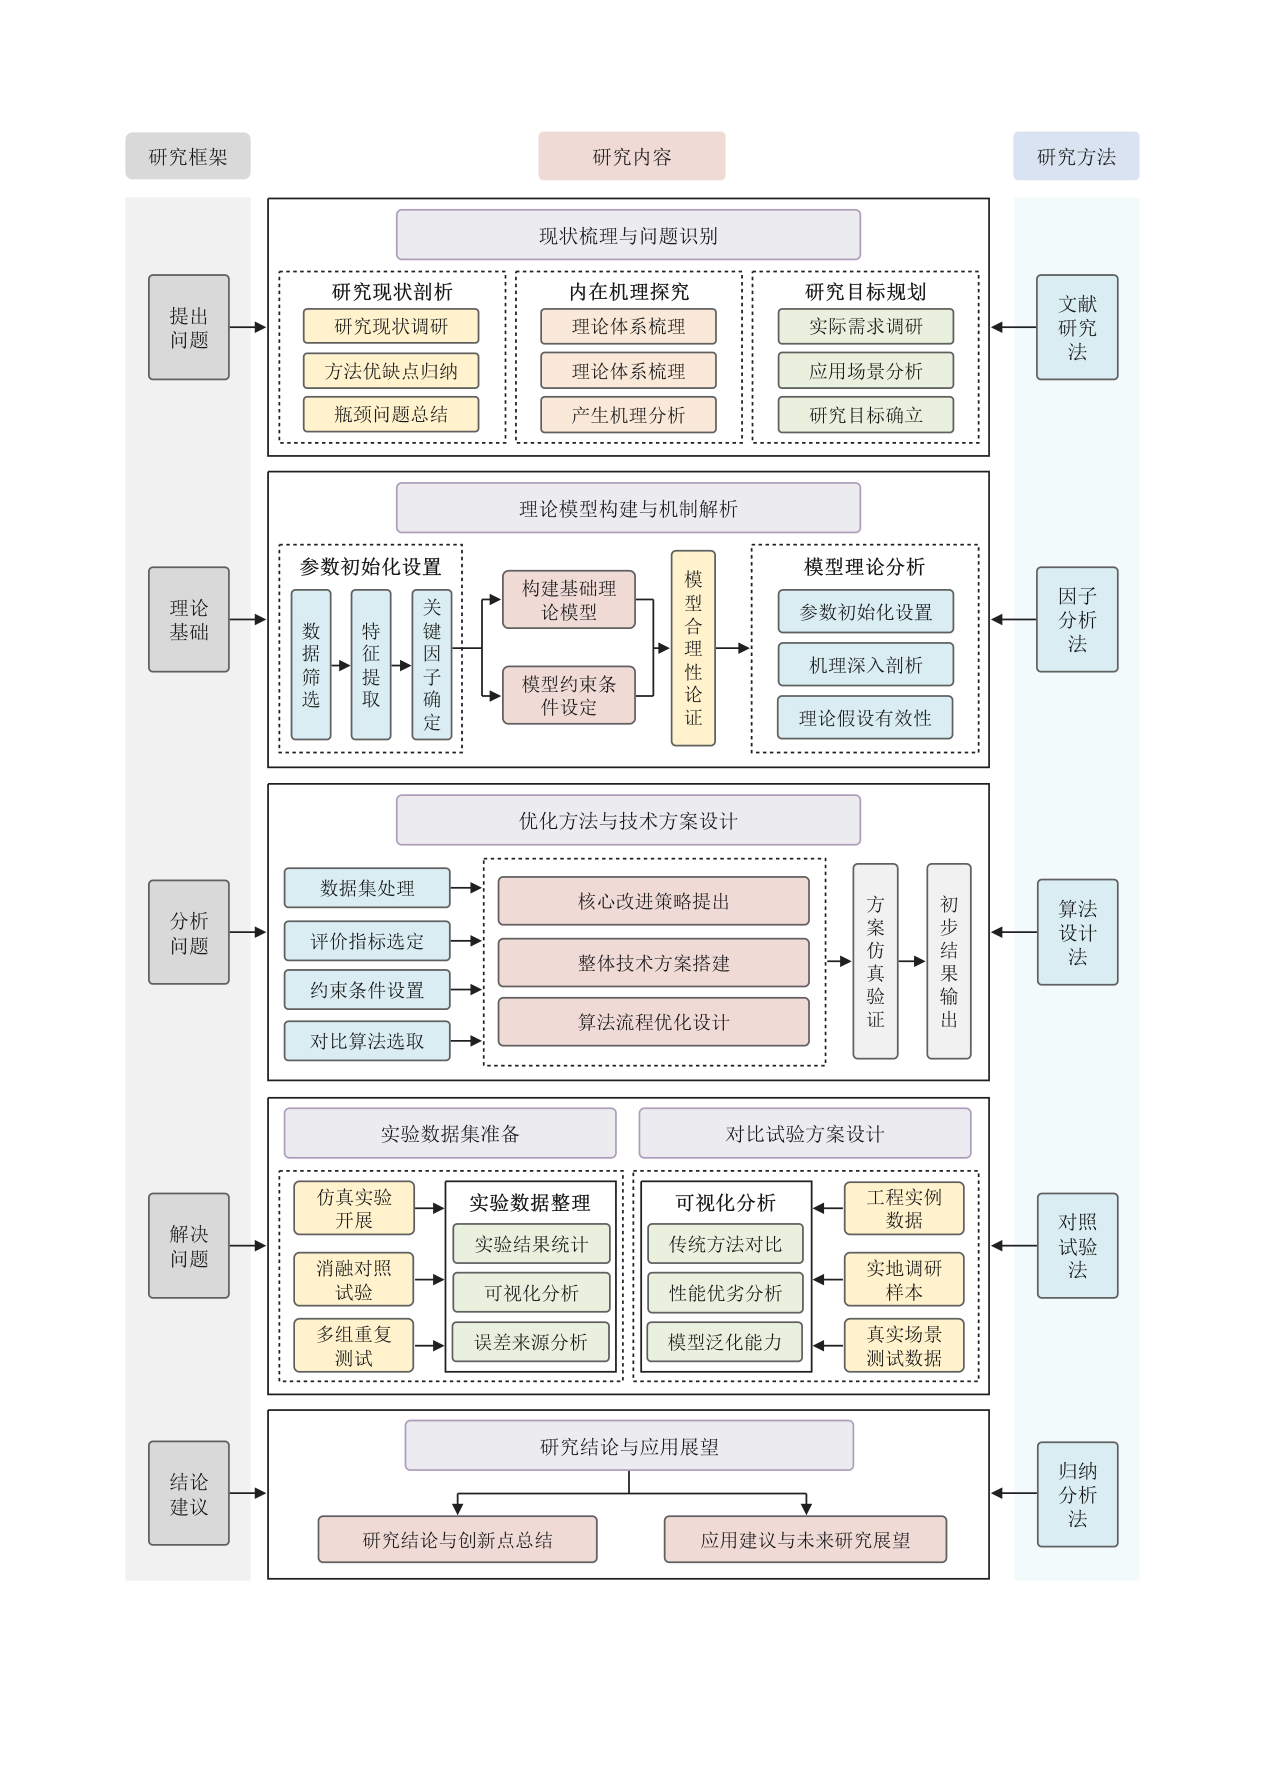 研究框架
研究内容
研究方法
现状梳理与问题识别
提出
问题
研究现状剖析
研究现状调研
方法优缺点归纳
瓶颈问题总结
内在机理探究
理论体系梳理
理论体系梳理
产生机理分析
研究目标规划
实际需求调研
应用场景分析
研究目标确立
文献
研究
法
理论模型构建与机制解析
理论
基础
参数初始化设置
数
据
筛
选
特
征
提
取
关
键
因
子
确
定
构建基础理
论模型
模型约束条
件设定
模
型
合
理
性
论
证
模型理论分析
参数初始化设置
机理深入剖析
理论假设有效性
因子
分析
法
优化方法与技术方案设计
分析
问题
数据集处理
评价指标选定
约束条件设置
对比算法选取
核心改进策略提出
整体技术方案搭建
算法流程优化设计
方
案
仿
真
验
证
初
步
结
果
输
出
算法
设计
法
实验数据集准备
对比试验方案设计
解决
问题
仿真实验
开展
消融对照
试验
多组重复
测试
实验数据整理
实验结果统计
可视化分析
误差来源分析
可视化分析
传统方法对比
性能优劣分析
模型泛化能力
工程实例
数据
实地调研
样本
真实场景
测试数据
对照
试验
法
研究结论与应用展望
结论
建议
研究结论与创新点总结
应用建议与未来研究展望
归纳
分析
法